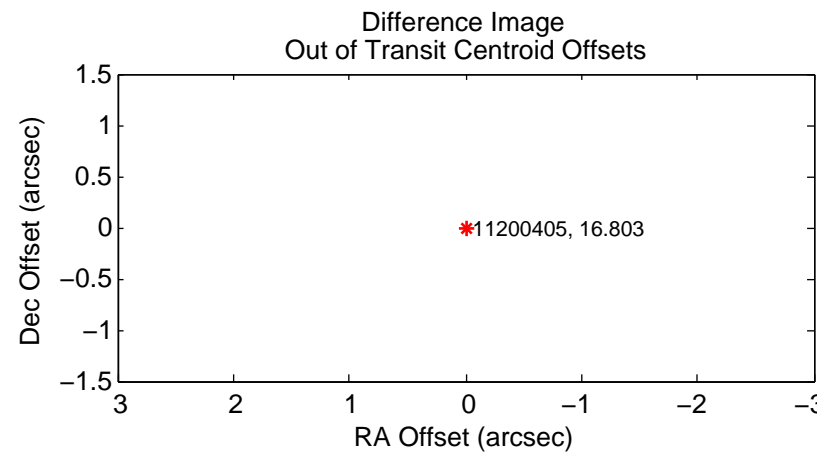 Difference Image
Out of Transit Centroid Offsets
1.5
1
0.5
0
−0.5
−1
−1.5
Dec Offset (arcsec)
11200405, 16.803
3 2 1 0 −1 −2 −3
RA Offset (arcsec)